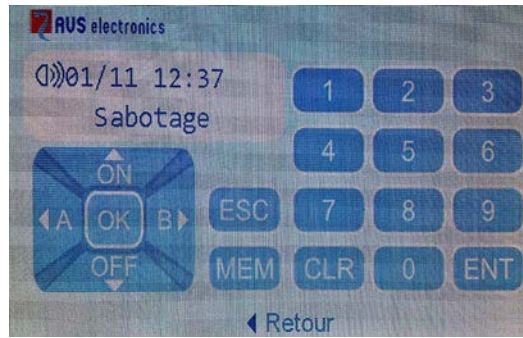 AVS electronics
01/11 12:37
Sabotage
1 2 3
ON
4 5 6
A OK B
ESC 7 8 9
OFF
MEM CLR 0 ENT
Retour